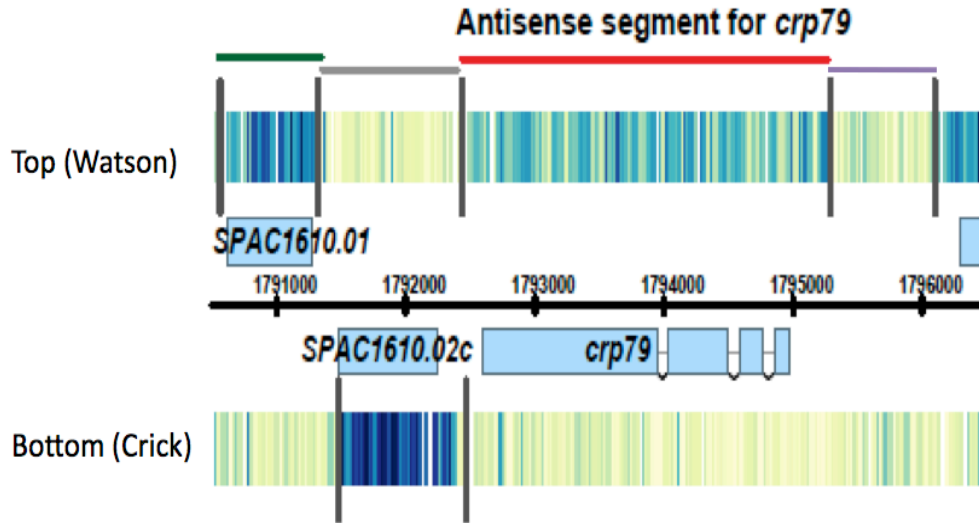 Antisense segment for crp79
Top (Watson)
SPAC1610.01
1791000 1792000 1793000 1794000 1795000 1796000
SPAC1610.02c crp79
Bottom (Crick)